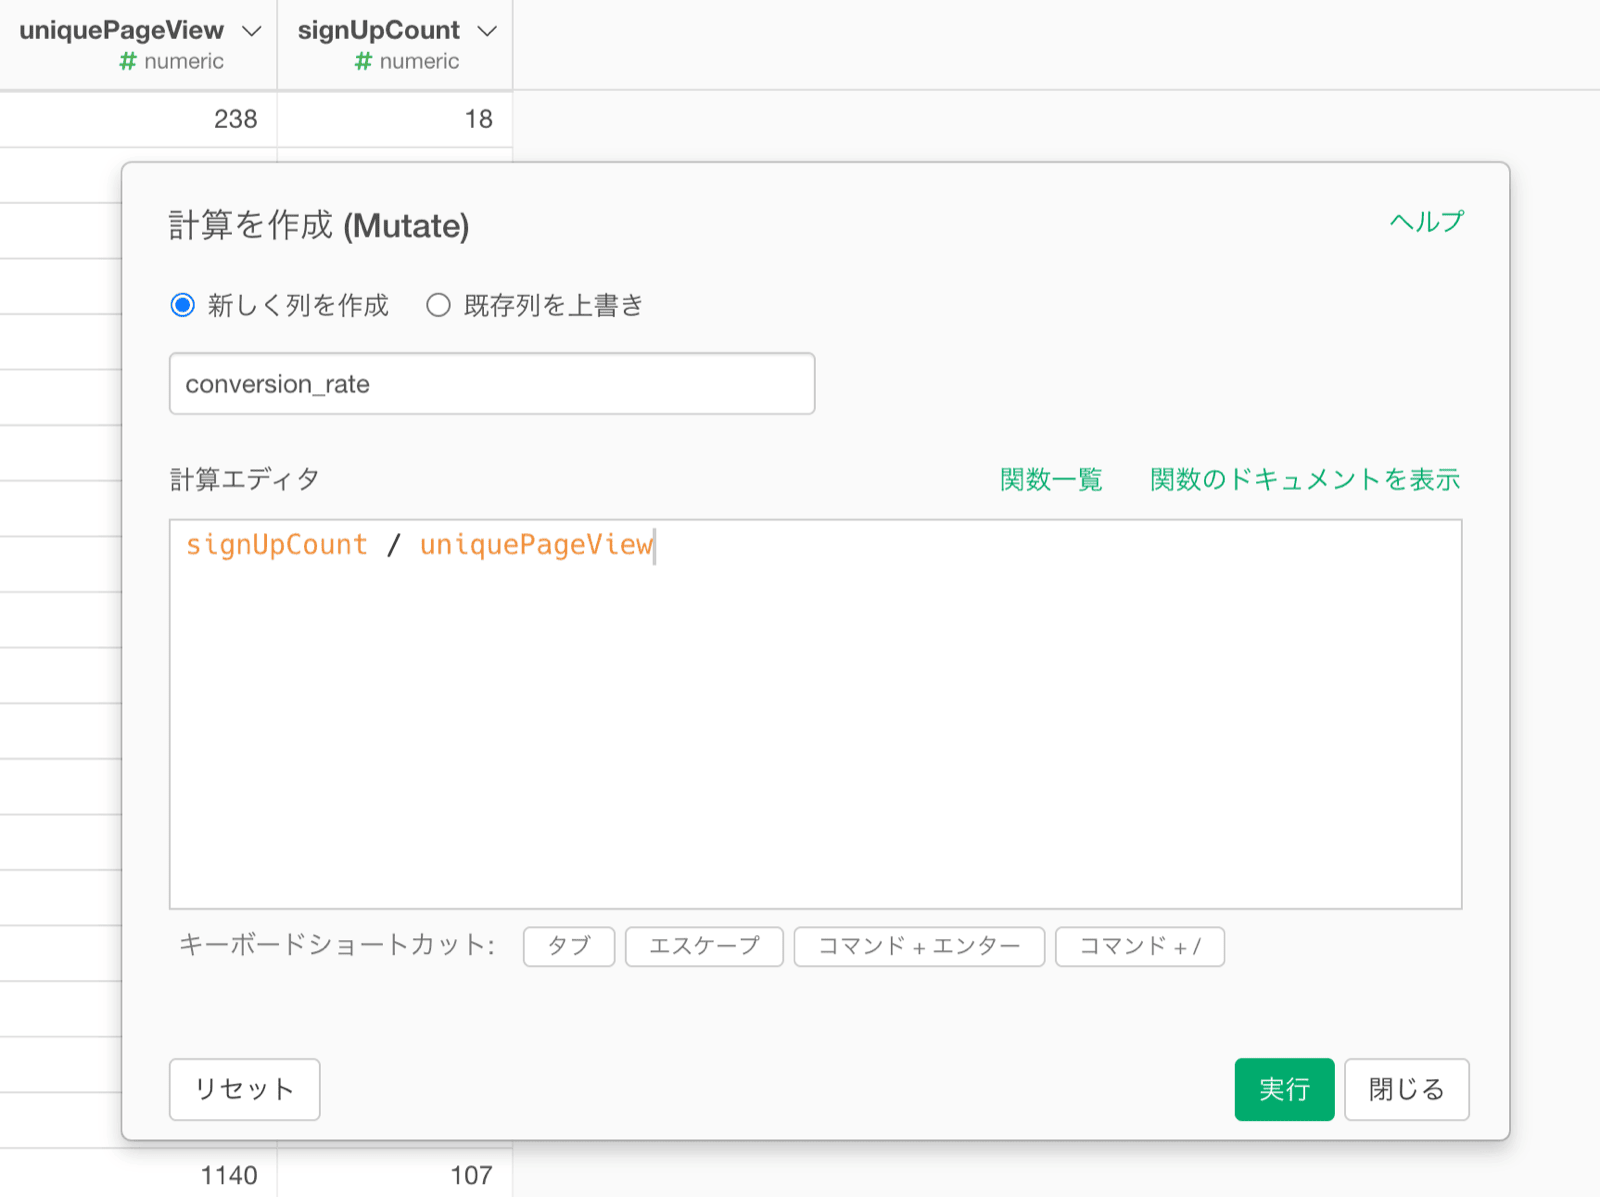 uniquePageView signUpCount
# numeric # numeric
238 18
計算を作成 (Mutate) ヘルプ
新しく列を作成 既存列を上書き
conversion_rate
計算エディタ 関数一覧 関数のドキュメントを表示
signUpCount / uniquePageView
キーボードショートカット: タブ エスケープ コマンド + エンター コマンド + /
リセット 実行 閉じる
1140 107